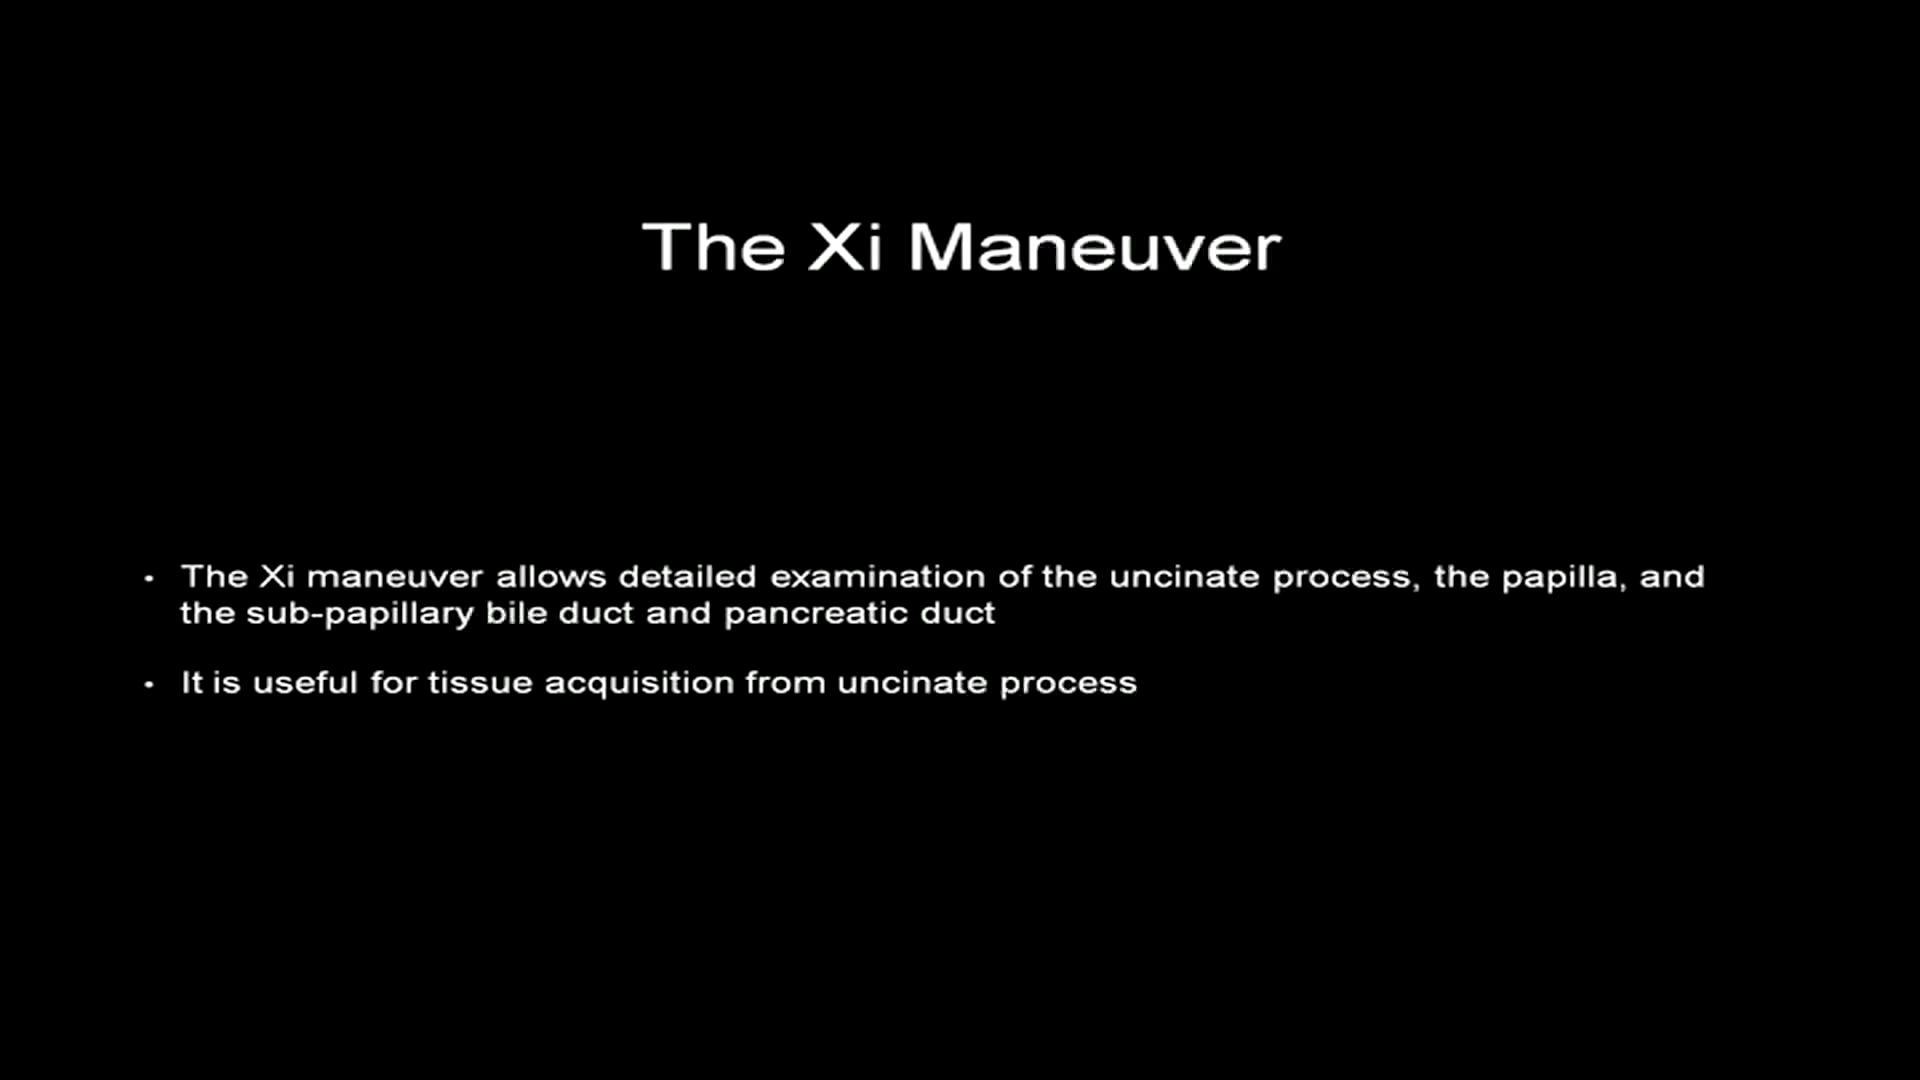 The Xi Maneuver
• The Xi maneuver allows detailed examination of the uncinate process, the papilla, and
the sub-papillary bile duct and pancreatic duct
• It is useful for tissue acquisition from uncinate process